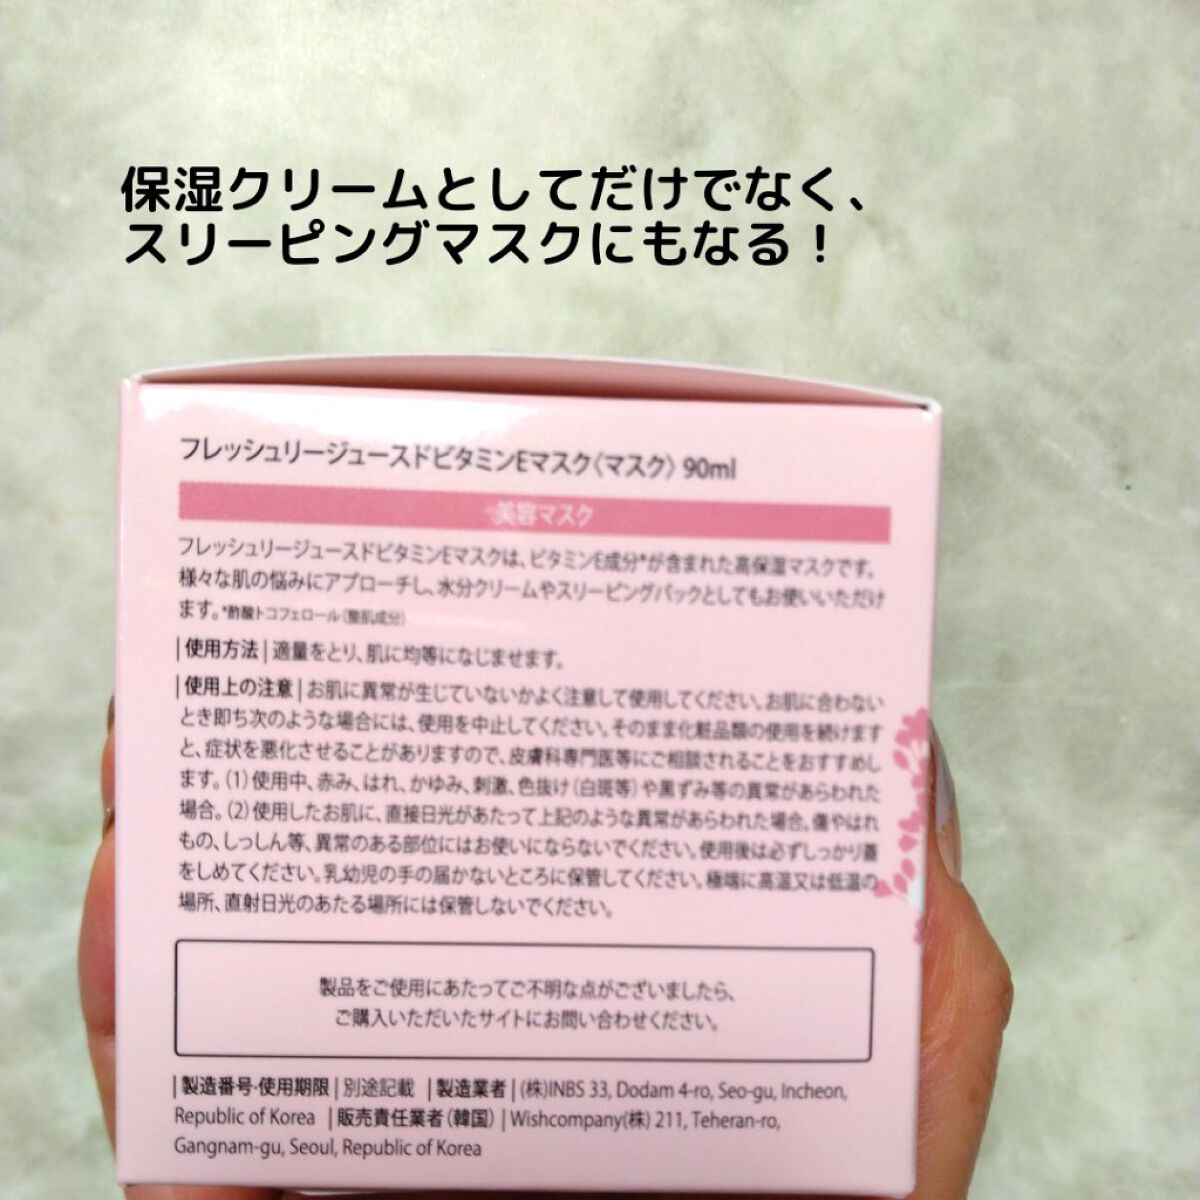 保湿クリームとしてだけでなく、
スリーピングマスクにもなる!
フレッシュリージュースドビタミンEマスク〈マスク〉 90ml
美容マスク
フレッシュリージュースドビタミンEマスクは、ビタミンE成分*が含まれた高保湿マスクです。
様々な肌の悩みにアプローチし、水分クリームやスリーピングパックとしてもお使いいただけ
ます。*酢酸トコフェロール(整肌成分)
|使用方法| 適量をとり、肌に均等になじませます。
|使用上の注意| お肌に異常が生じていないかよく注意して使用してください。お肌に合わない
とき即ち次のような場合には、使用を中止してください。そのまま化粧品類の使用を続けます
と、症状を悪化させることがありますので、皮膚科専門医等にご相談されることをおすすめし
ます。(1)使用中、赤み、はれ、かゆみ、刺激、色抜け(白斑等)や黒ずみ等の異常があらわれた
場合。(2)使用したお肌に、直接日光があたって上記のような異常があらわれた場合。傷やはれ
もの、しっしん等、異常のある部位にはお使いにならないでください。使用後は必ずしっかり蓋
をしめてください。乳幼児の手の届かないところに保管してください。極端に高温又は低温の
場所、直射日光のあたる場所には保管しないでください。
製品をご使用にあたってご不明な点がございましたら、
ご購入いただいたサイトにお問い合わせください。
|製造番号·使用期限| 別途記載 |製造業者| (株)INBS 33, Dodam 4-ro, Seo-gu, Incheon,
Republic of Korea |販売責任業者(韓国)| Wishcompany(株) 211, Teheran-ro,
Gangnam-gu, Seoul, Republic of Korea